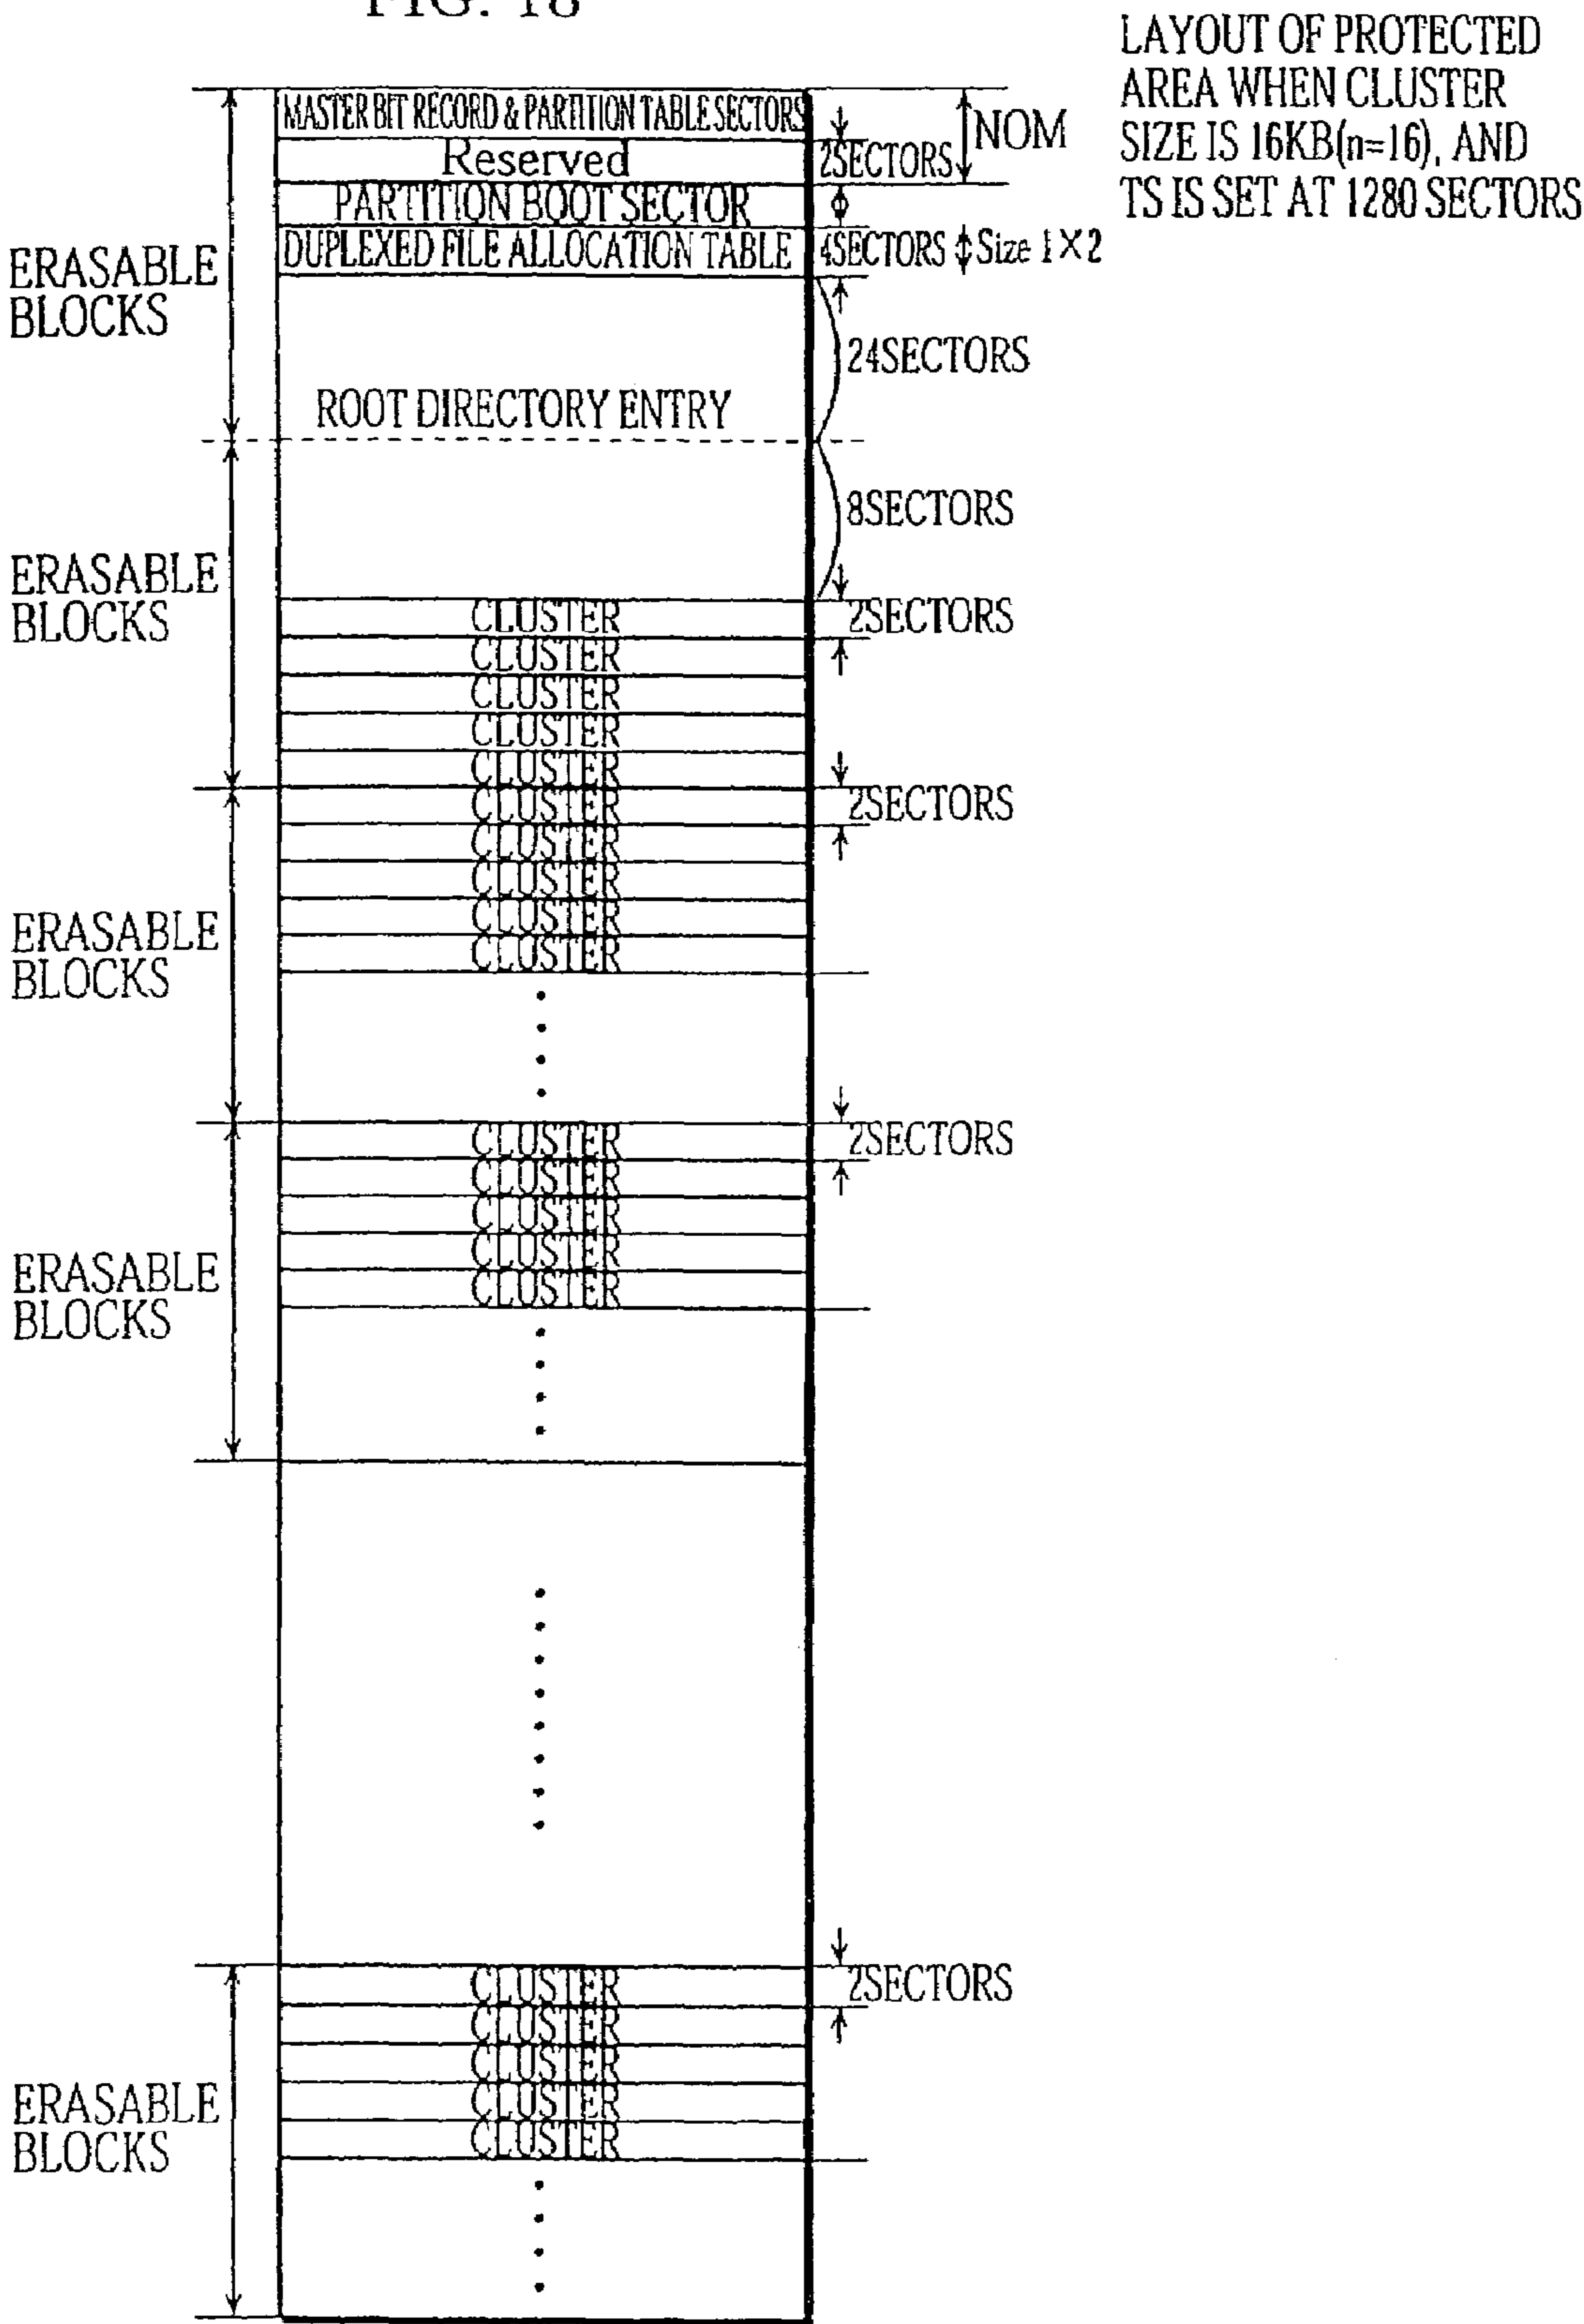 FIG. 18
LAYOUT OF PROTECTED
AREA WHEN CLUSTER
SIZE IS 16KB(n=16), AND
TS IS SET AT 1280 SECTORS
MASTER BIT RECORD & PARTITION TABLE SECTORS
NOM
Reserved
2SECTORS
PARTITION BOOT SECTOR
DUPLEXED FILE ALLOCATION TABLE
4SECTORS
Size 1×2
ERASABLE
BLOCKS
24SECTORS
ROOT DIRECTORY ENTRY
8SECTORS
ERASABLE
BLOCKS
CLUSTER
2SECTORS
CLUSTER
CLUSTER
CLUSTER
CLUSTER
CLUSTER
2SECTORS
CLUSTER
CLUSTER
CLUSTER
CLUSTER
ERASABLE
BLOCKS
CLUSTER
2SECTORS
CLUSTER
CLUSTER
CLUSTER
CLUSTER
ERASABLE
BLOCKS
CLUSTER
2SECTORS
CLUSTER
CLUSTER
CLUSTER
CLUSTER
ERASABLE
BLOCKS